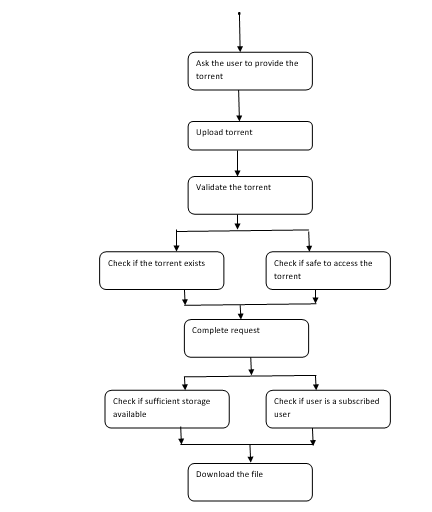 Ask the user to provide the
torrent
Upload torrent
Validate the torrent
Check if the torrent exists
Check if safe to access the
torrent
Complete request
Check if sufficient storage
available
Check if user is a subscribed
user
Download the file